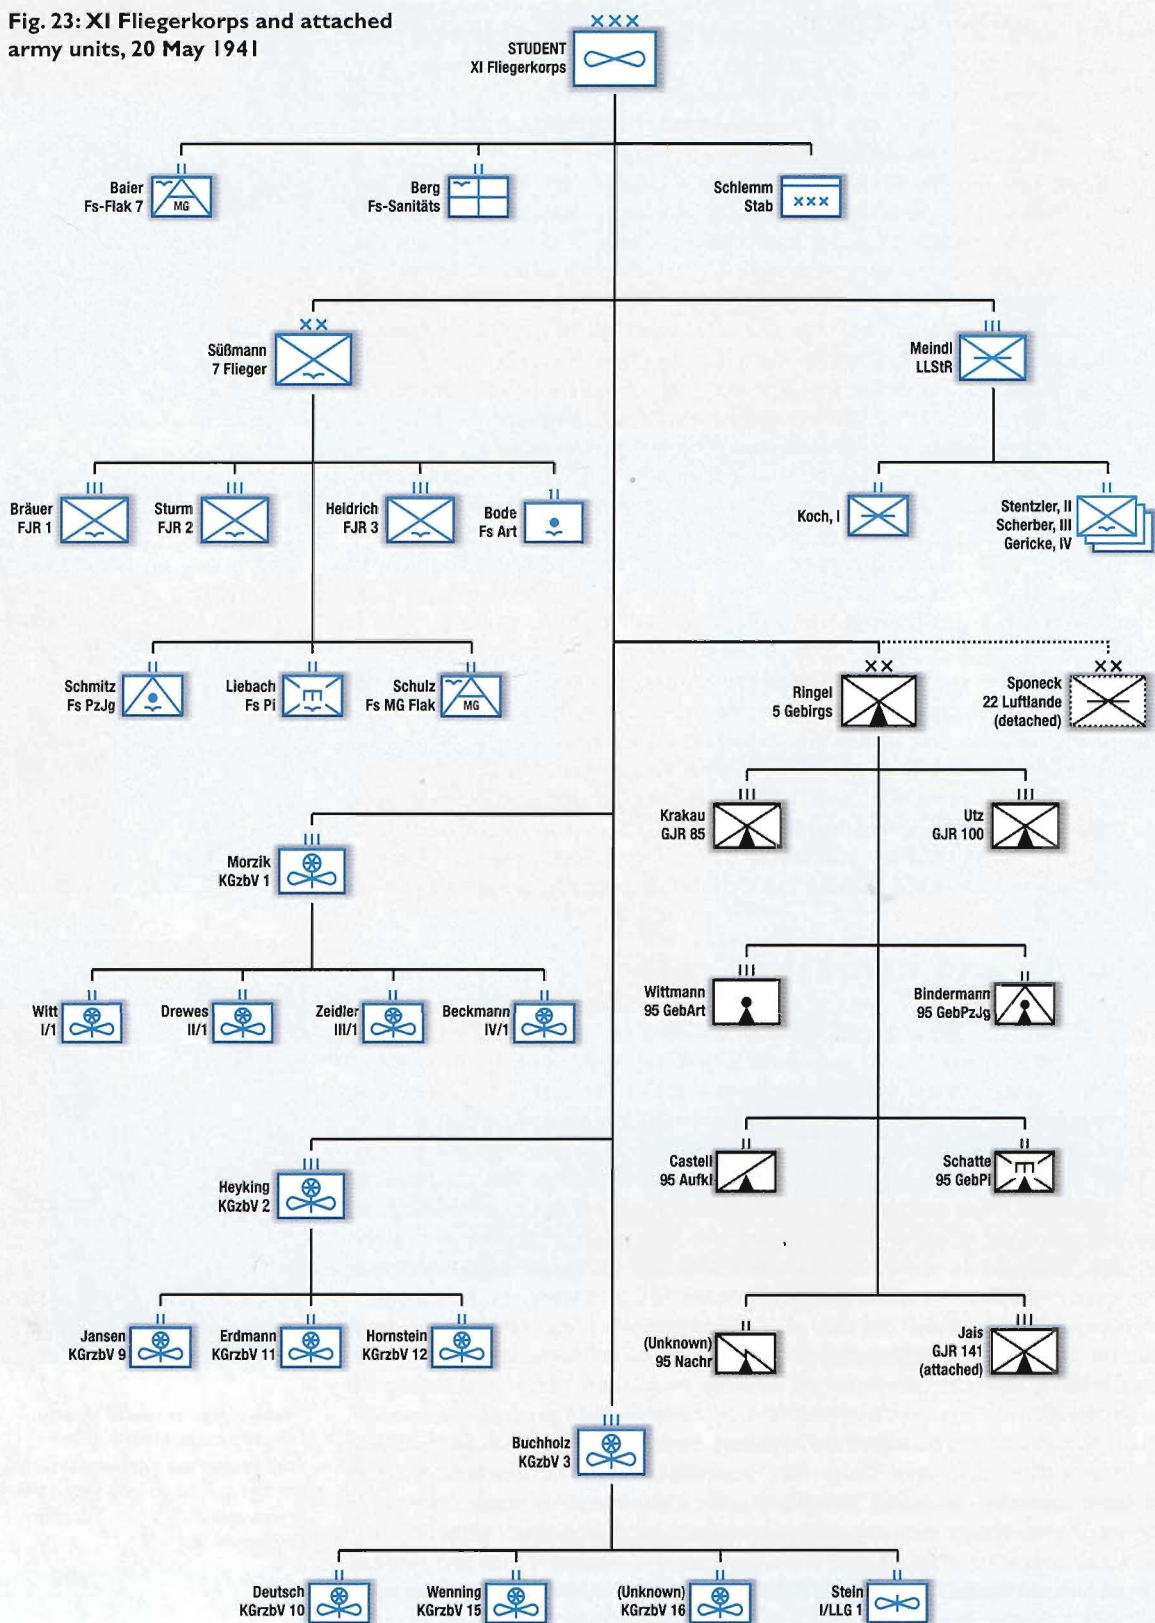 Fig. 23: XI Fliegerkorps and attached
army units, 20 May 1941
STUDENT
XI Fliegerkorps
Baier
Fs-Flak 7
MG
Berg
Fs-Sanitäts
Schlemm
Stab
Süßmann
7 Flieger
Meindl
LLStR
Bräuer
FJR 1
Sturm
FJR 2
Heidrich
FJR 3
Bode
Fs Art
Koch, I
Stentzler, II
Scherber, III
Gericke, IV
Schmitz
Fs PzJg
Liebach
Fs Pi
Schulz
Fs MG Flak
MG
Ringel
5 Gebirgs
Sponeck
22 Luftlande
(detached)
Krakau
GJR 85
Utz
GJR 100
Morzik
KGzbV 1
Witt
I/1
Drewes
II/1
Zeidler
III/1
Beckmann
IV/1
Wittmann
95 GebArt
Bindermann
95 GebPzJg
Castell
95 Aufkl
Schatte
95 GebPi
Heyking
KGzbV 2
Jansen
KGrzbV 9
Erdmann
KGrzbV 11
Hornstein
KGrzbV 12
(Unknown)
95 Nachr
Jais
GJR 141
(attached)
Buchholz
KGzbV 3
Deutsch
KGrzbV 10
Wenning
KGrzbV 15
(Unknown)
KGrzbV 16
Stein
I/LLG 1